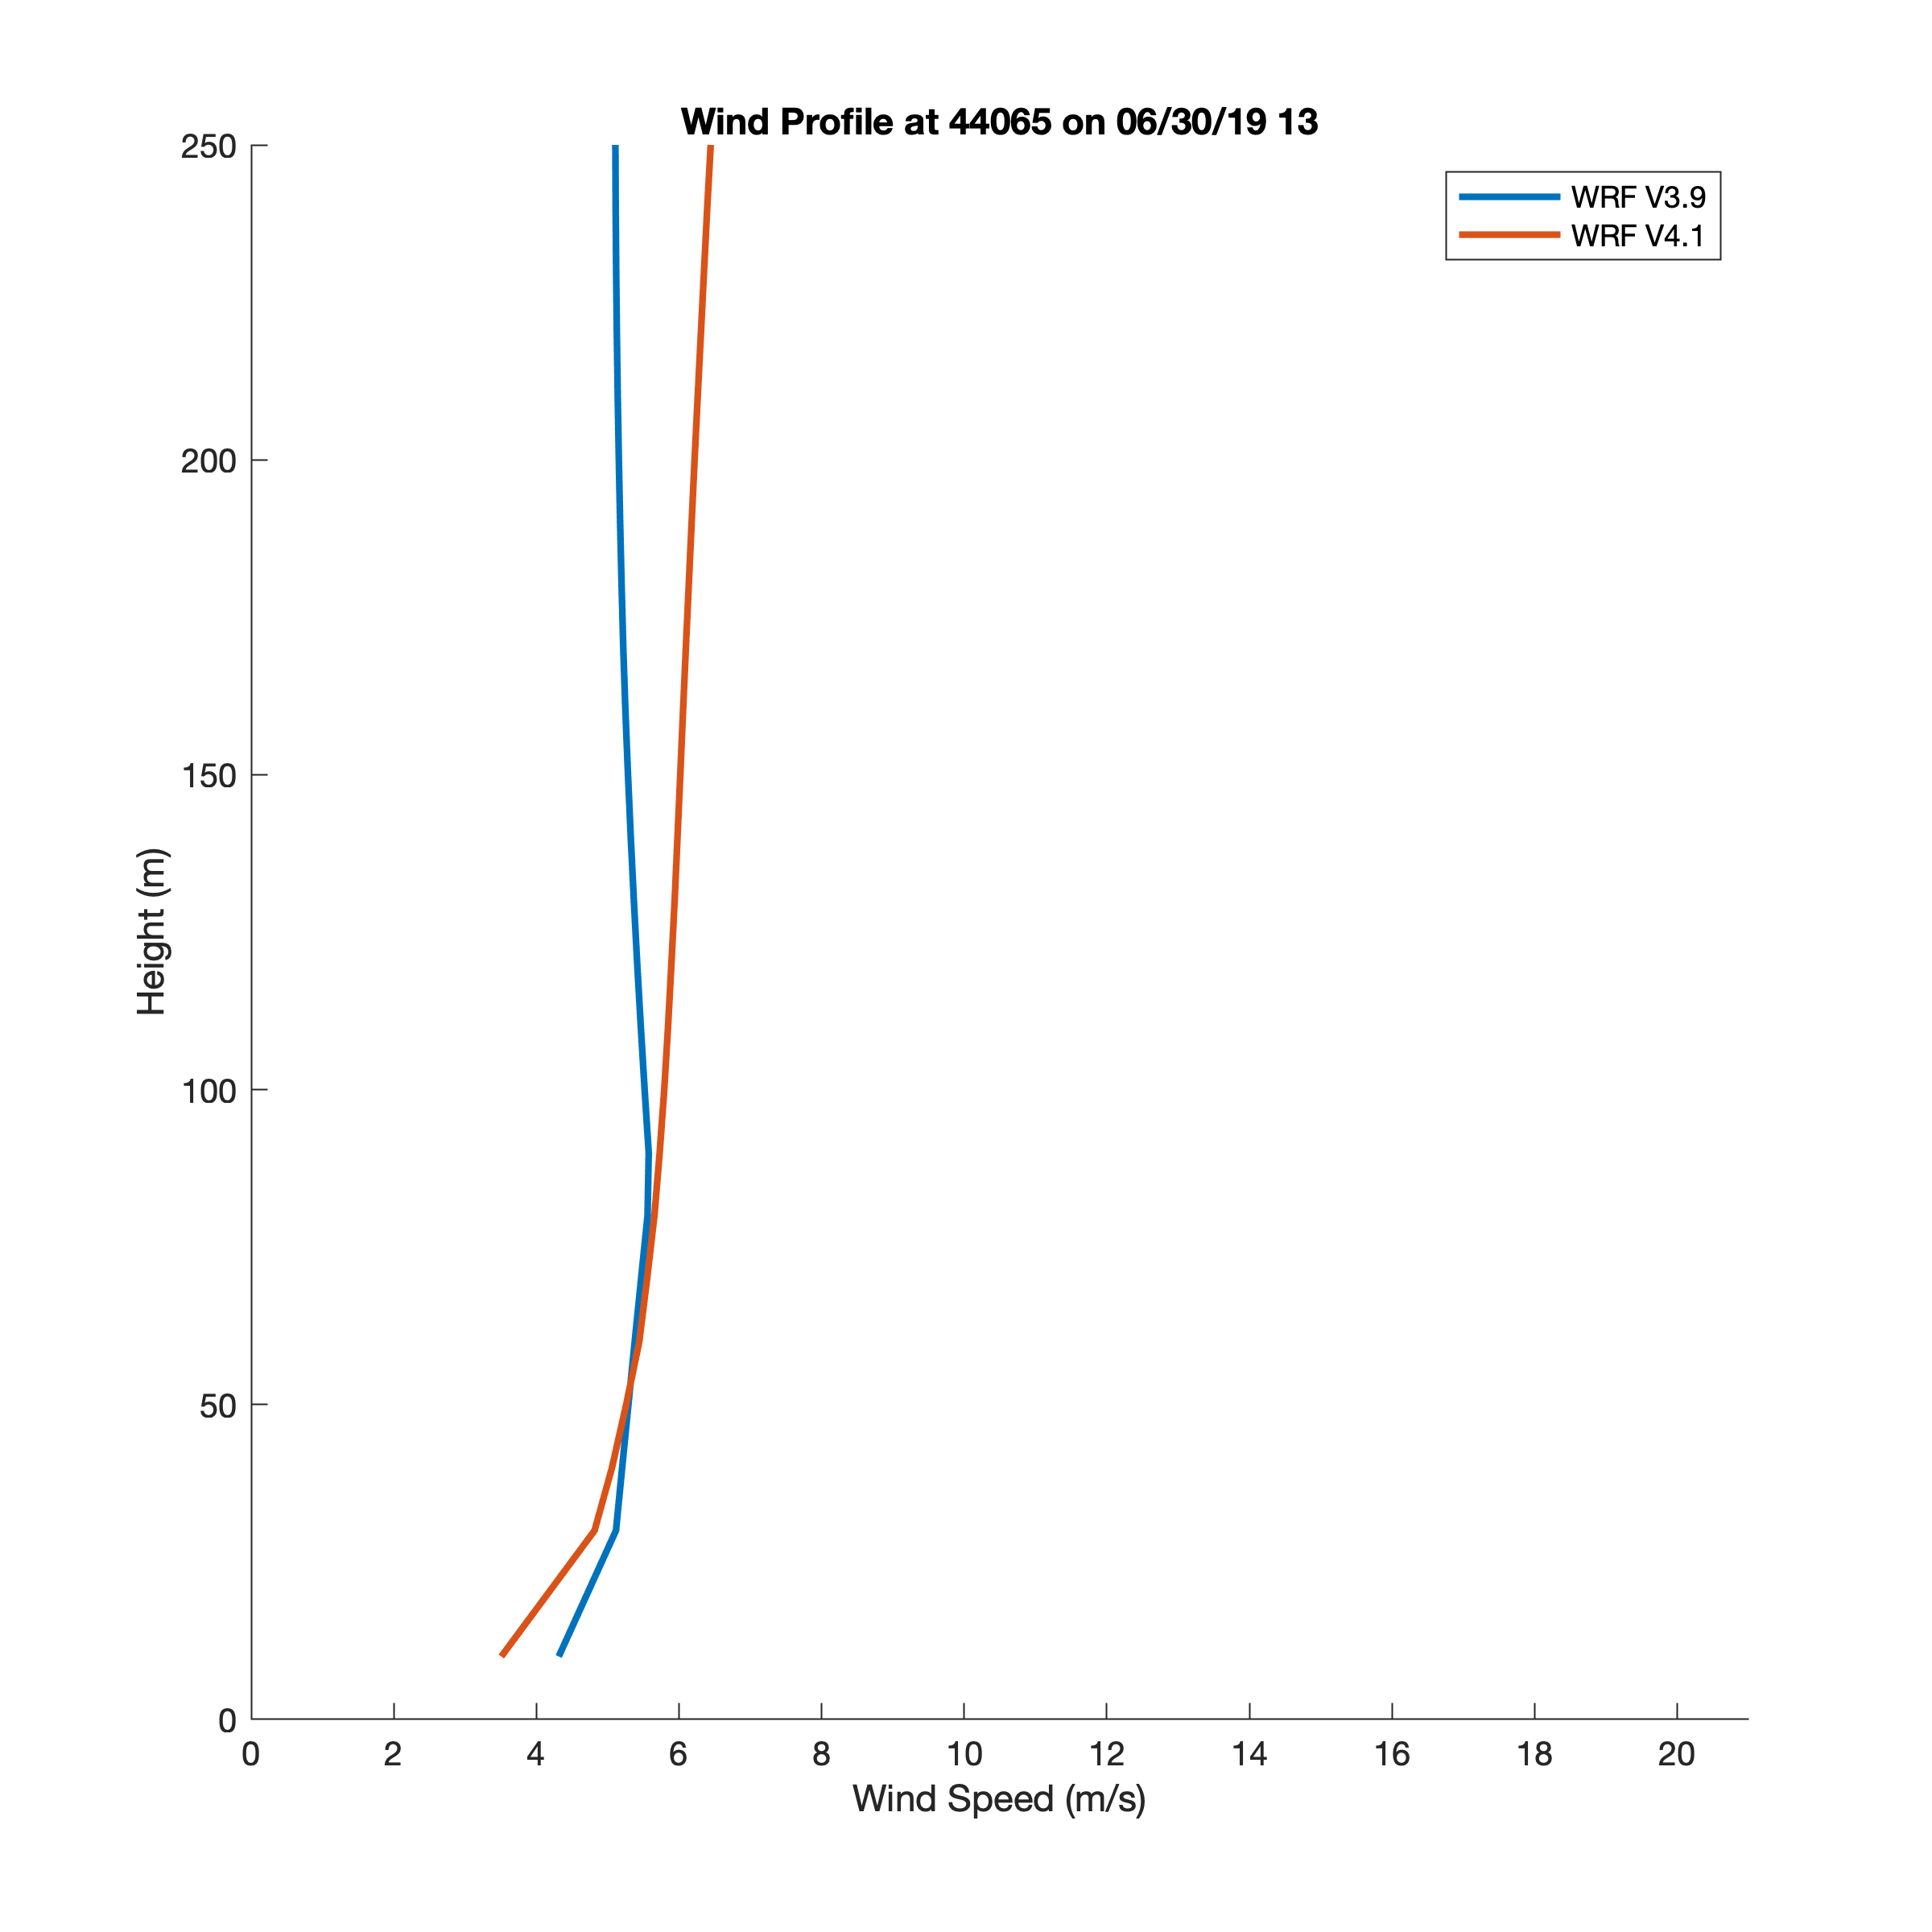 Wind Profile at 44065 on 06/30/19 13
WRF V3.9
WRF V4.1
250
200
150
100
50
0
Height (m)
0 2 4 6 8 10 12 14 16 18 20
Wind Speed (m/s)